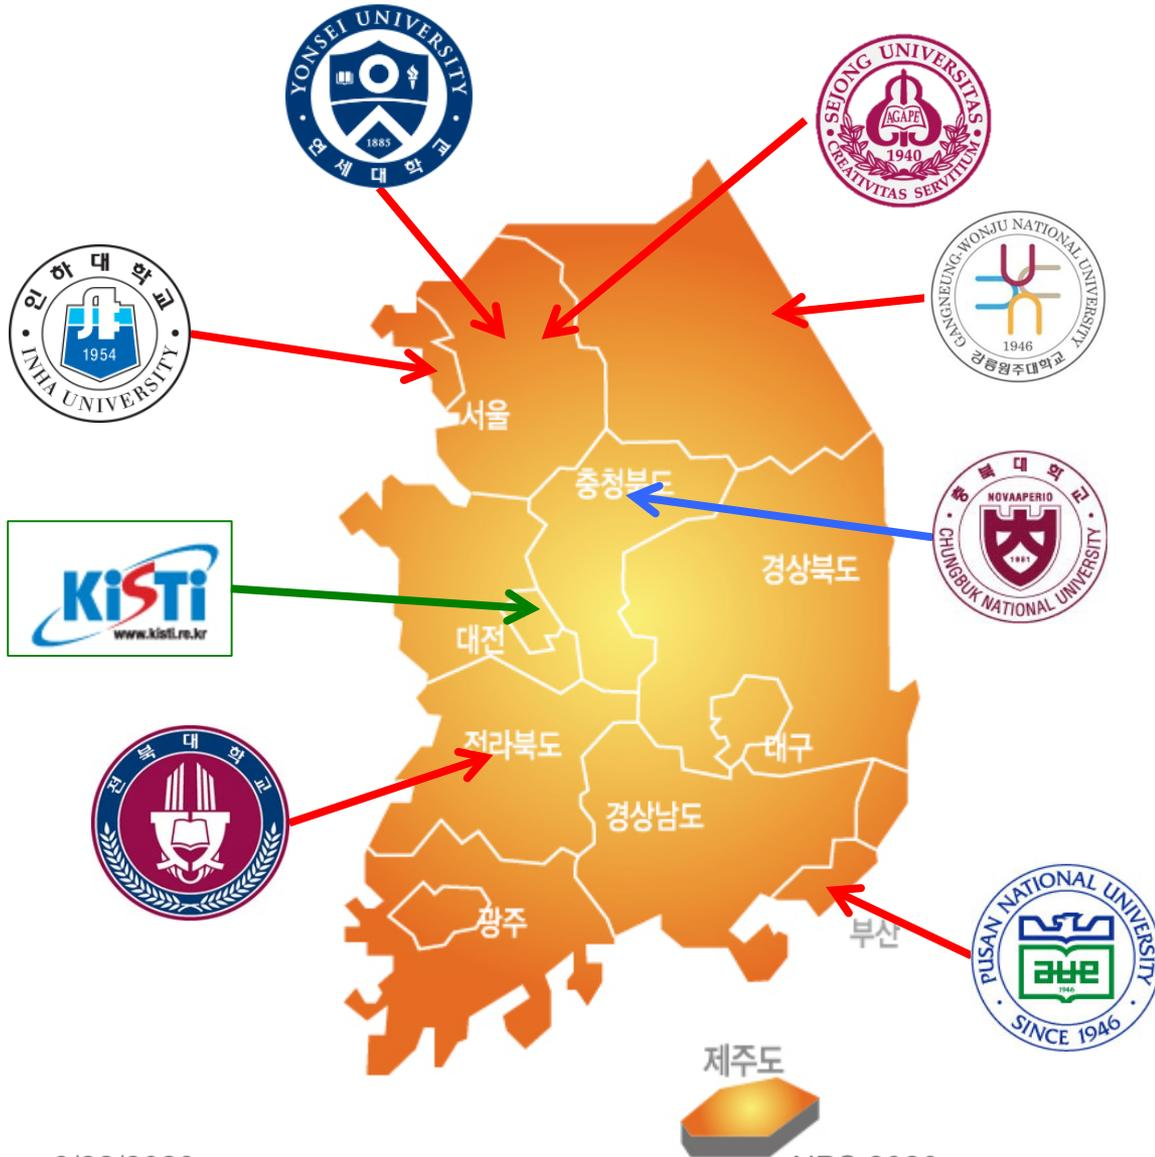 YONSEI UNIVERSITY
1885
연세대학교
SEJONG UNIVERSITAS
AGAPE
1940
CREATIVITAS SERVITIUM
인하대학교
1954
INHA UNIVERSITY
GANGNEUNG-WONJU NATIONAL UNIVERSITY
1946
강릉원주대학교
서울
충청북도
충북대학교
NOVAAPERIO
1951
CHUNGBUK NATIONAL UNIVERSITY
경상북도
KiSTi
www.kisti.re.kr
대전
전북대학교
전라북도
대구
경상남도
광주
부산
PUSAN NATIONAL UNIVERSITY
1946
SINCE 1946
제주도